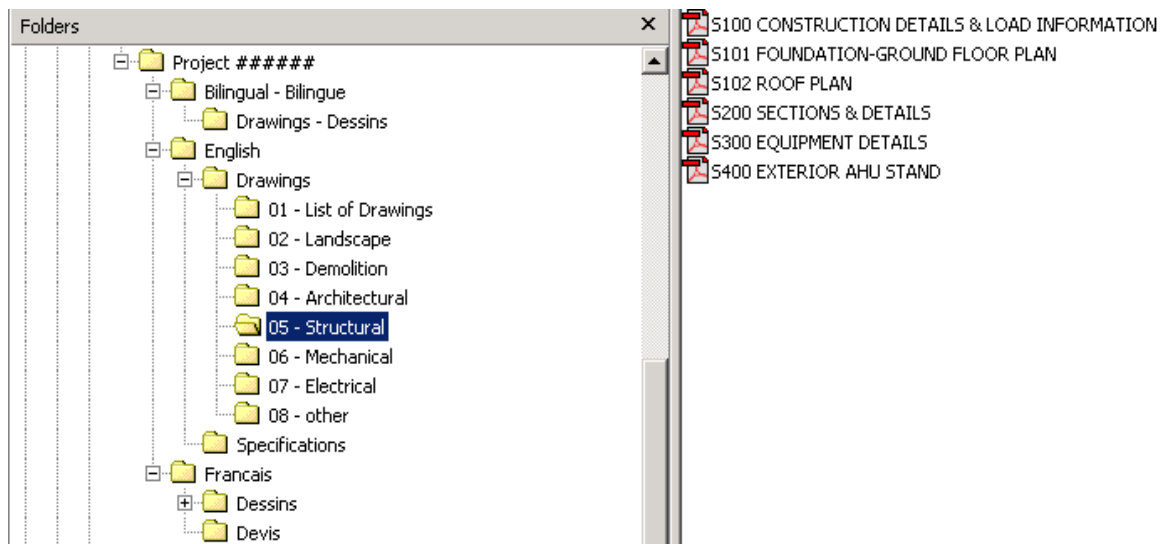 Folders
Project ######
Bilingual - Bilingue
Drawings - Dessins
English
Drawings
01 - List of Drawings
02 - Landscape
03 - Demolition
04 - Architectural
05 - Structural
06 - Mechanical
07 - Electrical
08 - other
Specifications
Francais
Dessins
Devis
S100 CONSTRUCTION DETAILS & LOAD INFORMATION
S101 FOUNDATION-GROUND FLOOR PLAN
S102 ROOF PLAN
S200 SECTIONS & DETAILS
S300 EQUIPMENT DETAILS
S400 EXTERIOR AHU STAND